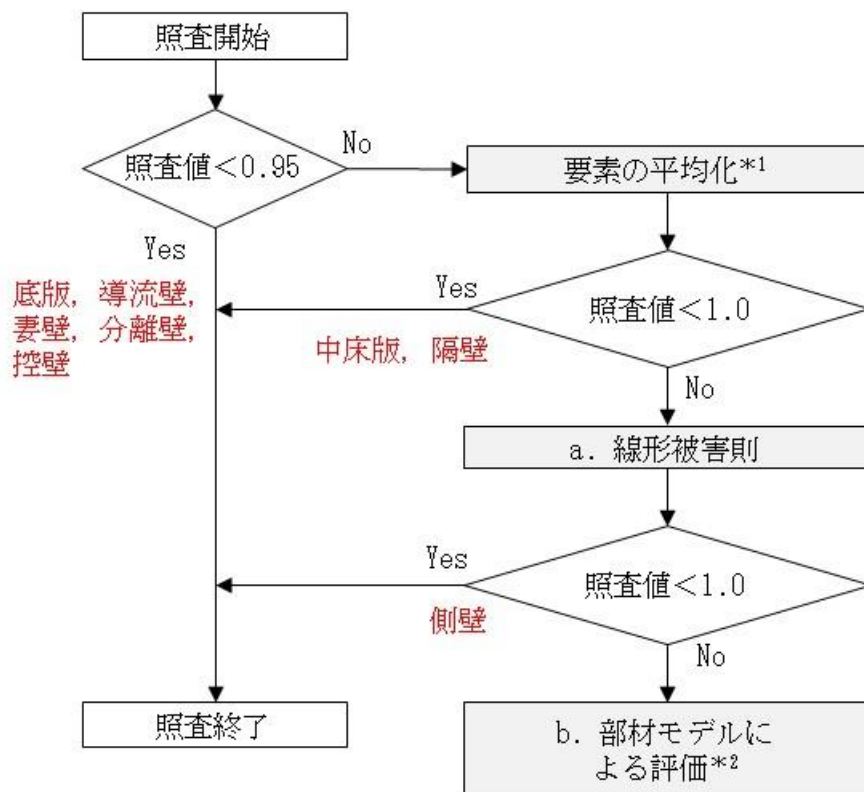 照査開始
照査値＜0.95
No
要素の平均化*1
Yes
底版，導流壁，
妻壁，分離壁，
控壁
Yes
照査値＜1.0
中床版，隔壁
No
a. 線形被害則
Yes
照査値＜1.0
側壁
No
照査終了
b. 部材モデルに
よる評価*2